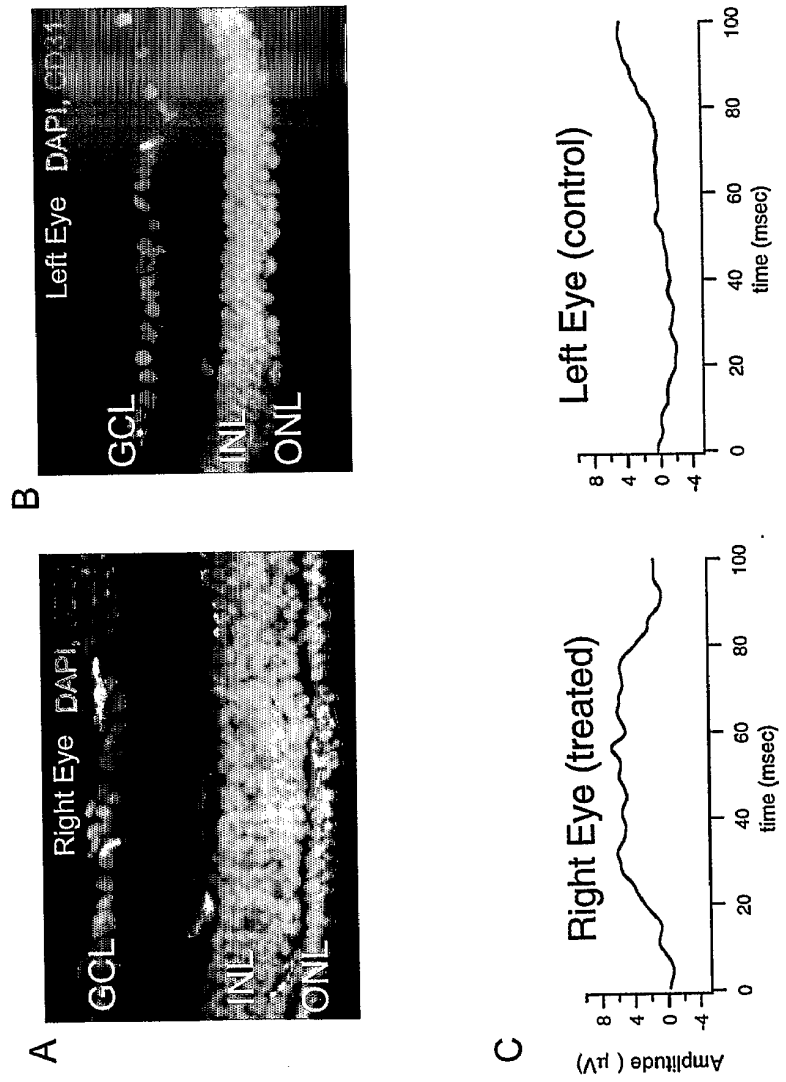 A
Right Eye DAPI,
GCL
INL
ONL
B
Left Eye DAPI, CD31
GCL
INL
ONL
C
Right Eye (treated)
Amplitude ( µV)
8
4
0
-4
0 20 40 60 80 100
time (msec)
Left Eye (control)
8
4
0
-4
0 20 40 60 80 100
time (msec)